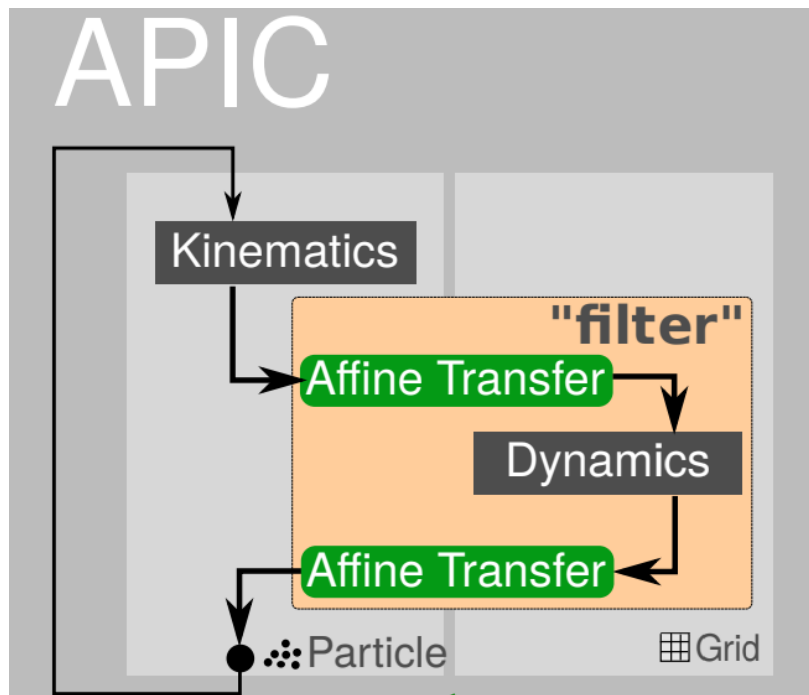 APIC
Kinematics
"filter"
Affine Transfer
Dynamics
Affine Transfer
Particle
Grid